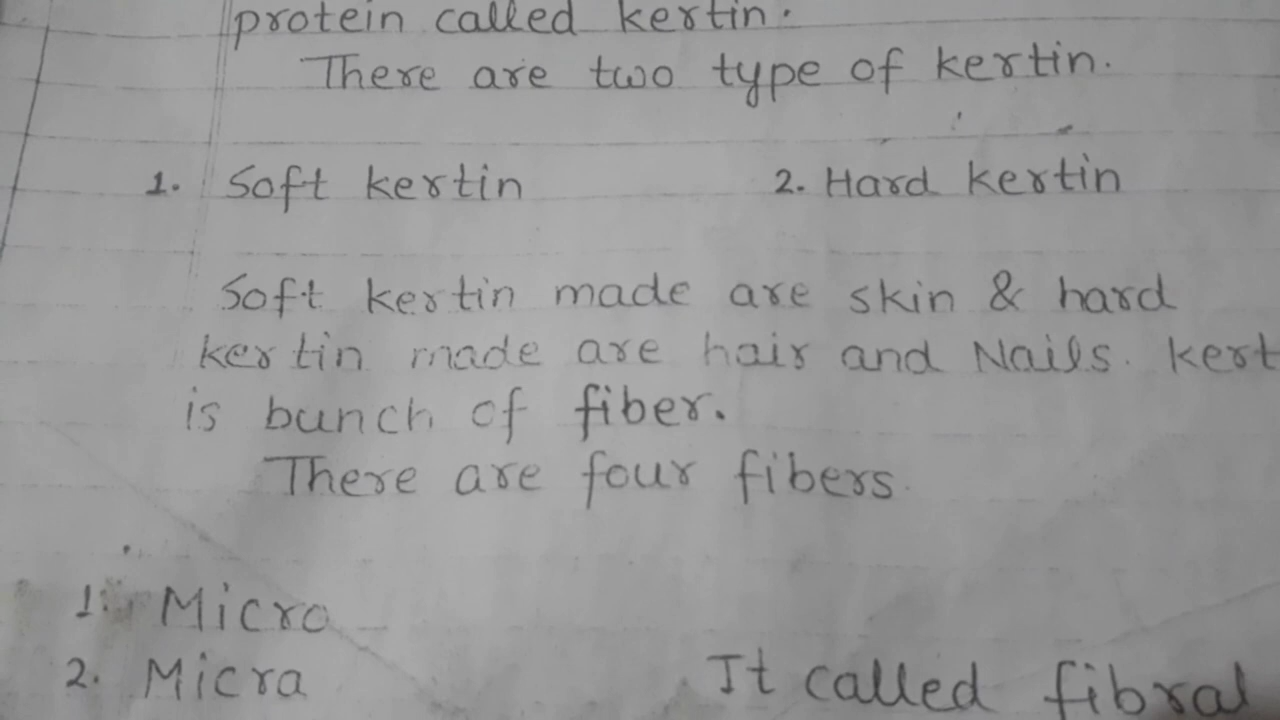 protein called kertin.
There are two type of kertin.
1. Soft kertin 2. Hard kertin
Soft kertin made are skin & hard
kertin made are hair and Nails. kert
is bunch of fiber.
There are four fibers.
1. Micro
2. Micra It called fibral